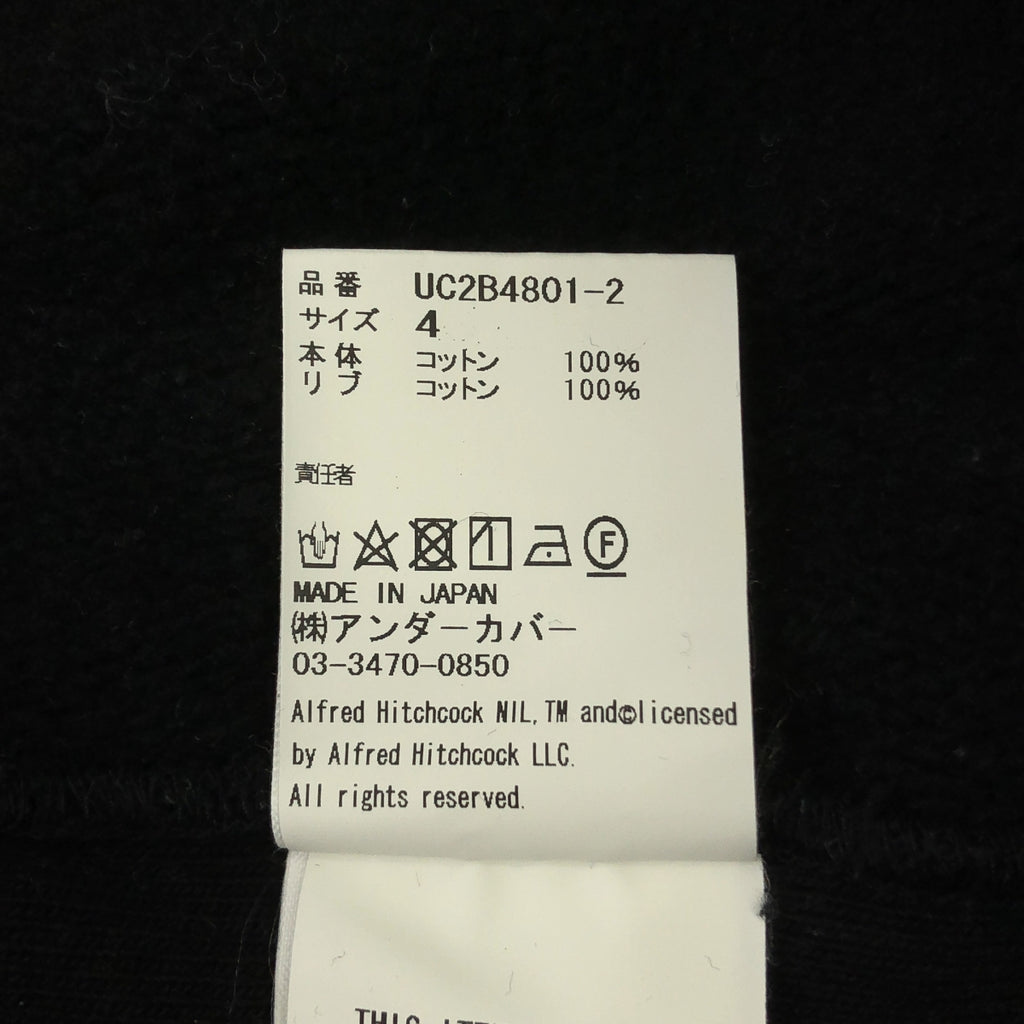 品番 UC2B4801-2
サイズ 4
本体 コットン 100%
リブ コットン 100%
責任者
F
MADE IN JAPAN
㈱アンダーカバー
03-3470-0850
Alfred Hitchcock NIL, TM and©licensed
by Alfred Hitchcock LLC.
All rights reserved.
THIS